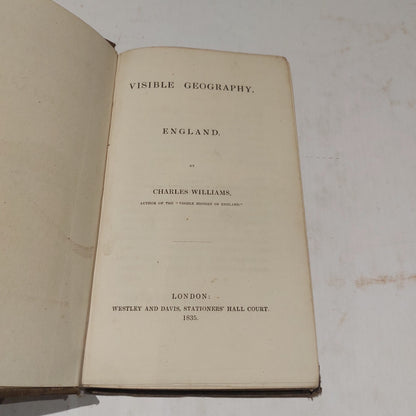 VISIBLE GEOGRAPHY.
ENGLAND.
BY
CHARLES WILLIAMS,
AUTHOR OF THE "VISIBLE HISTORY OF ENGLAND."
LONDON:
WESTLEY AND DAVIS, STATIONERS' HALL COURT.
1835.